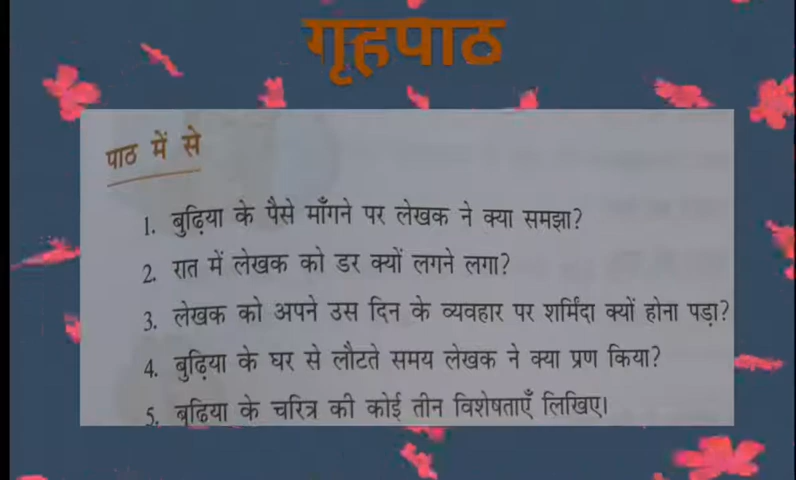 गृहपाठ
पाठ में से
1. बुढ़िया के पैसे माँगने पर लेखक ने क्या समझा?
2. रात में लेखक को डर क्यों लगने लगा?
3. लेखक को अपने उस दिन के व्यवहार पर शर्मिंदा क्यों होना पड़ा?
4. बुढ़िया के घर से लौटते समय लेखक ने क्या प्रण किया?
5. बुढ़िया के चरित्र की कोई तीन विशेषताएँ लिखिए।